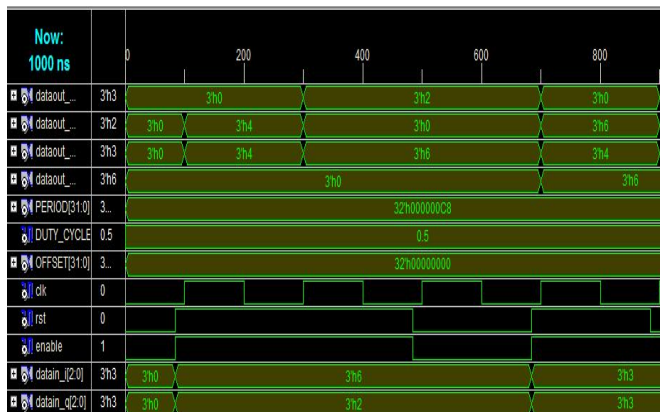 Now:
1000 ns
0 200 400 600 800
dataout_... 3'h3 3'h0 3'h2 3'h0
dataout_... 3'h2 3'h0 3'h4 3'h0 3'h6
dataout_... 3'h3 3'h0 3'h4 3'h6 3'h4
dataout_... 3'h6 3'h0 3'h6
PERIOD[31:0] 3... 32'h000000C8
DUTY_CYCLE 0.5 0.5
OFFSET[31:0] 3... 32'h00000000
clk 0
rst 0
enable 1
datain_i[2:0] 3'h3 3'h0 3'h6 3'h3
datain_q[2:0] 3'h3 3'h0 3'h2 3'h3